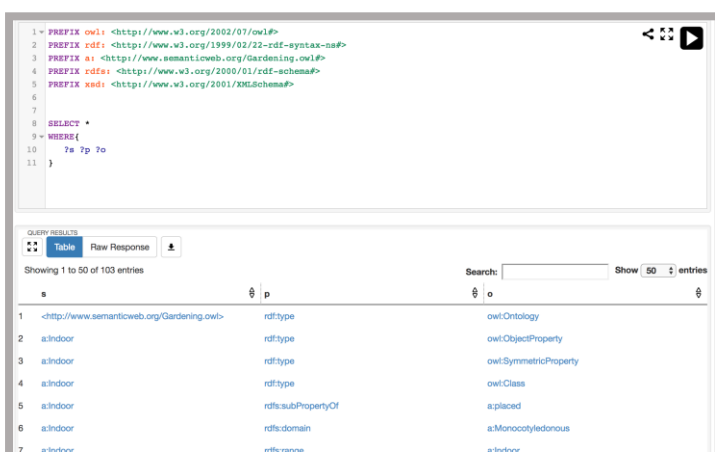 1 PREFIX owl: <http://www.w3.org/2002/07/owl#>
2 PREFIX rdf: <http://www.w3.org/1999/02/22-rdf-syntax-ns#>
3 PREFIX a: <http://www.semanticweb.org/Gardening.owl#>
4 PREFIX rdfs: <http://www.w3.org/2000/01/rdf-schema#>
5 PREFIX xsd: <http://www.w3.org/2001/XMLSchema#>
6
7
8 SELECT *
9 WHERE{
10 ?s ?p ?o
11 }
QUERY RESULTS
Table Raw Response
Showing 1 to 50 of 103 entries Search: Show 50 entries
s p o
1 <http://www.semanticweb.org/Gardening.owl> rdf:type owl:Ontology
2 a:Indoor rdf:type owl:ObjectProperty
3 a:Indoor rdf:type owl:SymmetricProperty
4 a:Indoor rdf:type owl:Class
5 a:Indoor rdfs:subPropertyOf a:placed
6 a:Indoor rdfs:domain a:Monocotyledonous
7 a:Indoor rdfs:range a:Indoor